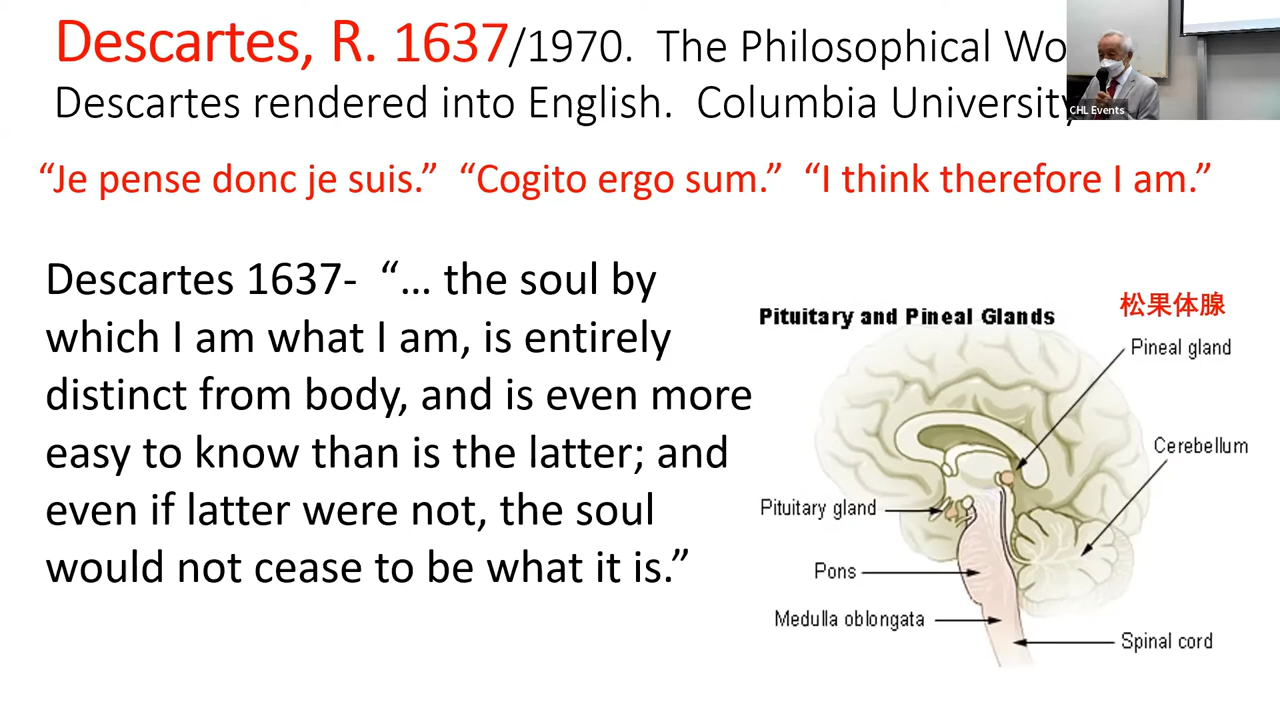 Descartes, R. 1637/1970. The Philosophical Wo
Descartes rendered into English. Columbia University
CHL Events
“Je pense donc je suis.” “Cogito ergo sum.” “I think therefore I am.”
Descartes 1637- “… the soul by
which I am what I am, is entirely
distinct from body, and is even more
easy to know than is the latter; and
even if latter were not, the soul
would not cease to be what it is.”
松果体腺
Pituitary and Pineal Glands
Pineal gland
Cerebellum
Pituitary gland
Pons
Medulla oblongata
Spinal cord